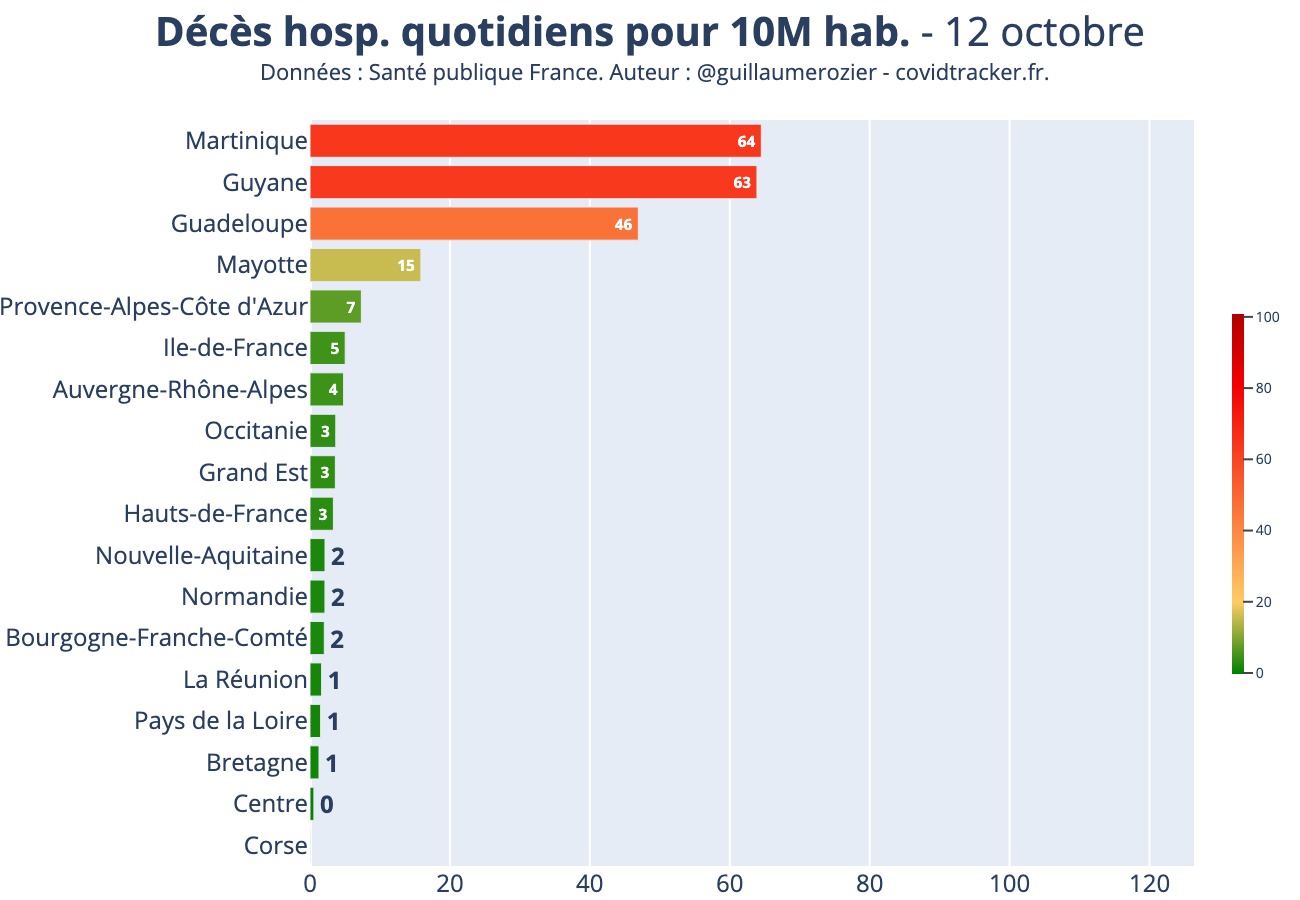 Décès hosp. quotidiens pour 10M hab. - 12 octobre
Données : Santé publique France. Auteur : @guillaumerozier - covidtracker.fr.
Martinique 64
Guyane 63
Guadeloupe 46
Mayotte 15
Provence-Alpes-Côte d'Azur 7
Ile-de-France 5
Auvergne-Rhône-Alpes 4
Occitanie 3
Grand Est 3
Hauts-de-France 3
Nouvelle-Aquitaine 2
Normandie 2
Bourgogne-Franche-Comté 2
La Réunion 1
Pays de la Loire 1
Bretagne 1
Centre 0
Corse
0 20 40 60 80 100 120
100
80
60
40
20
0